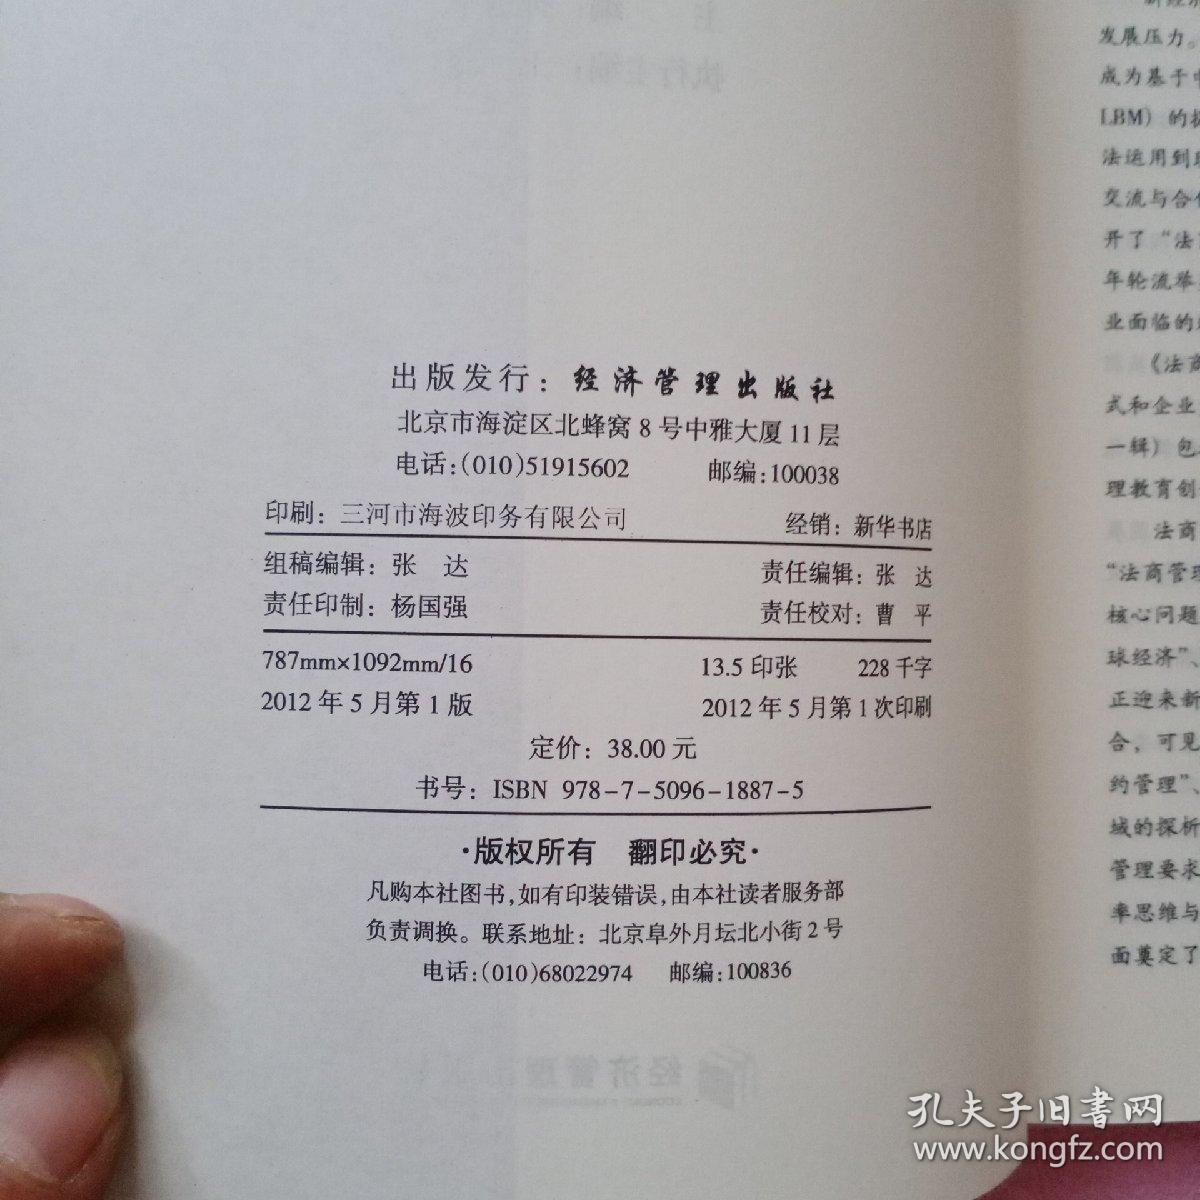 出版发行：经济管理出版社
北京市海淀区北蜂窝8号中雅大厦11层
电话:(010)51915602 邮编:100038
印刷：三河市海波印务有限公司 经销：新华书店
组稿编辑：张 达 责任编辑：张 达
责任印制：杨国强 责任校对：曹 平
787mm×1092mm/16 13.5印张 228千字
2012年5月第1版 2012年5月第1次印刷
定价：38.00元
书号：ISBN 978-7-5096-1887-5
·版权所有 翻印必究·
凡购本社图书,如有印装错误,由本社读者服务部
负责调换。联系地址：北京阜外月坛北小街2号
电话:(010)68022974 邮编:100836
发展压力。
成为基于
LBM）的
法运用到
交流与合
开了“法
年轮流举
业面临的
《法商
式和企业
一辑）包
理教育创
法商
“法商管理
核心问题
球经济”、
正迎来新
合，可见
约管理”、
域的探析
管理要求
率思维与
面奠定了
孔夫子旧书网
www.kongfz.com